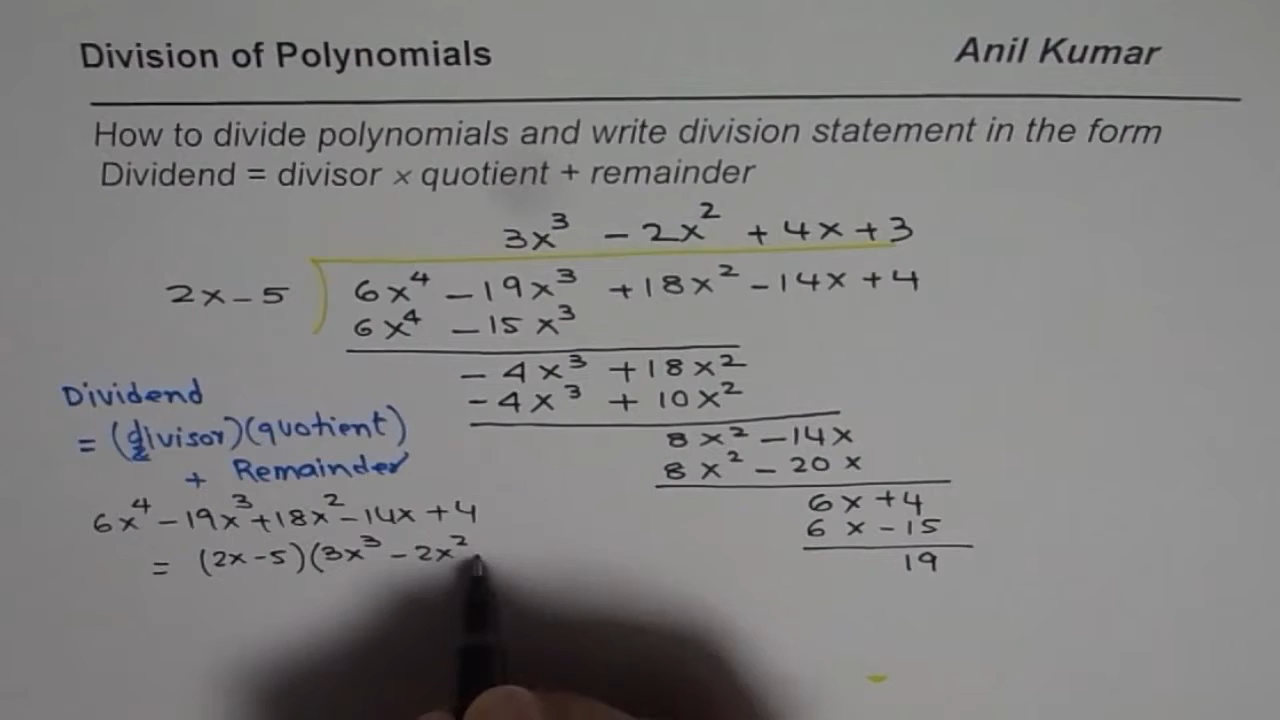 Division of Polynomials
Anil Kumar
How to divide polynomials and write division statement in the form
Dividend = divisor × quotient + remainder
3x³ - 2x² + 4x + 3
2x - 5 ) 6x⁴ - 19x³ + 18x² - 14x + 4
6x⁴ - 15x³
- 4x³ + 18x²
- 4x³ + 10x²
8x² - 14x
8x² - 20x
6x + 4
6x - 15
19
Dividend
= (divisor)(quotient)
+ Remainder
6x⁴ - 19x³ + 18x² - 14x + 4
= (2x - 5)(3x³ - 2x²